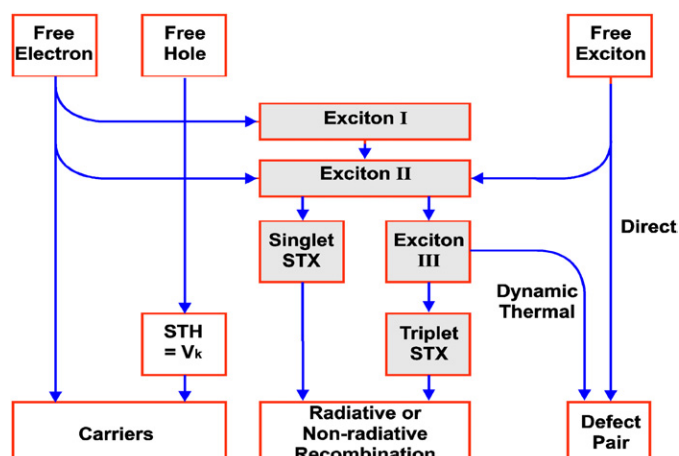 Free
Electron
Free
Hole
Free
Exciton
Exciton I
Exciton II
Singlet
STX
Exciton
III
Direct
Dynamic
Thermal
STH
= Vk
Triplet
STX
Carriers
Radiative or
Non-radiative
Recombination
Defect
Pair